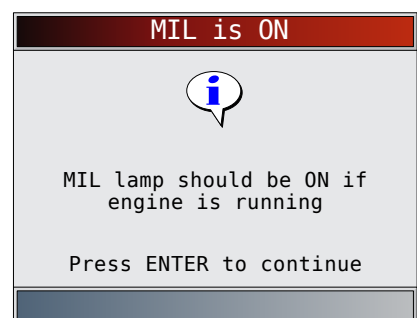 MIL is ON
i
MIL lamp should be ON if
engine is running
Press ENTER to continue